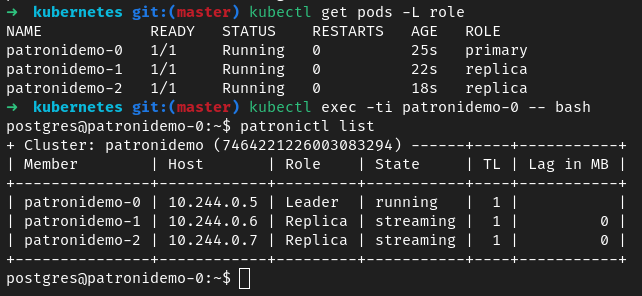 ➜  kubernetes git:(master) kubectl get pods -L role
NAME            READY   STATUS    RESTARTS   AGE   ROLE
patronidemo-0   1/1     Running   0          25s   primary
patronidemo-1   1/1     Running   0          22s   replica
patronidemo-2   1/1     Running   0          18s   replica
➜  kubernetes git:(master) kubectl exec -ti patronidemo-0 -- bash
postgres@patronidemo-0:~$ patronictl list
+ Cluster: patronidemo (7464221226003083294) ------+----+-----------+
| Member        | Host       | Role    | State     | TL | Lag in MB |
+---------------+------------+---------+-----------+----+-----------+
| patronidemo-0 | 10.244.0.5 | Leader  | running   |  1 |           |
| patronidemo-1 | 10.244.0.6 | Replica | streaming |  1 |         0 |
| patronidemo-2 | 10.244.0.7 | Replica | streaming |  1 |         0 |
+---------------+------------+---------+-----------+----+-----------+
postgres@patronidemo-0:~$